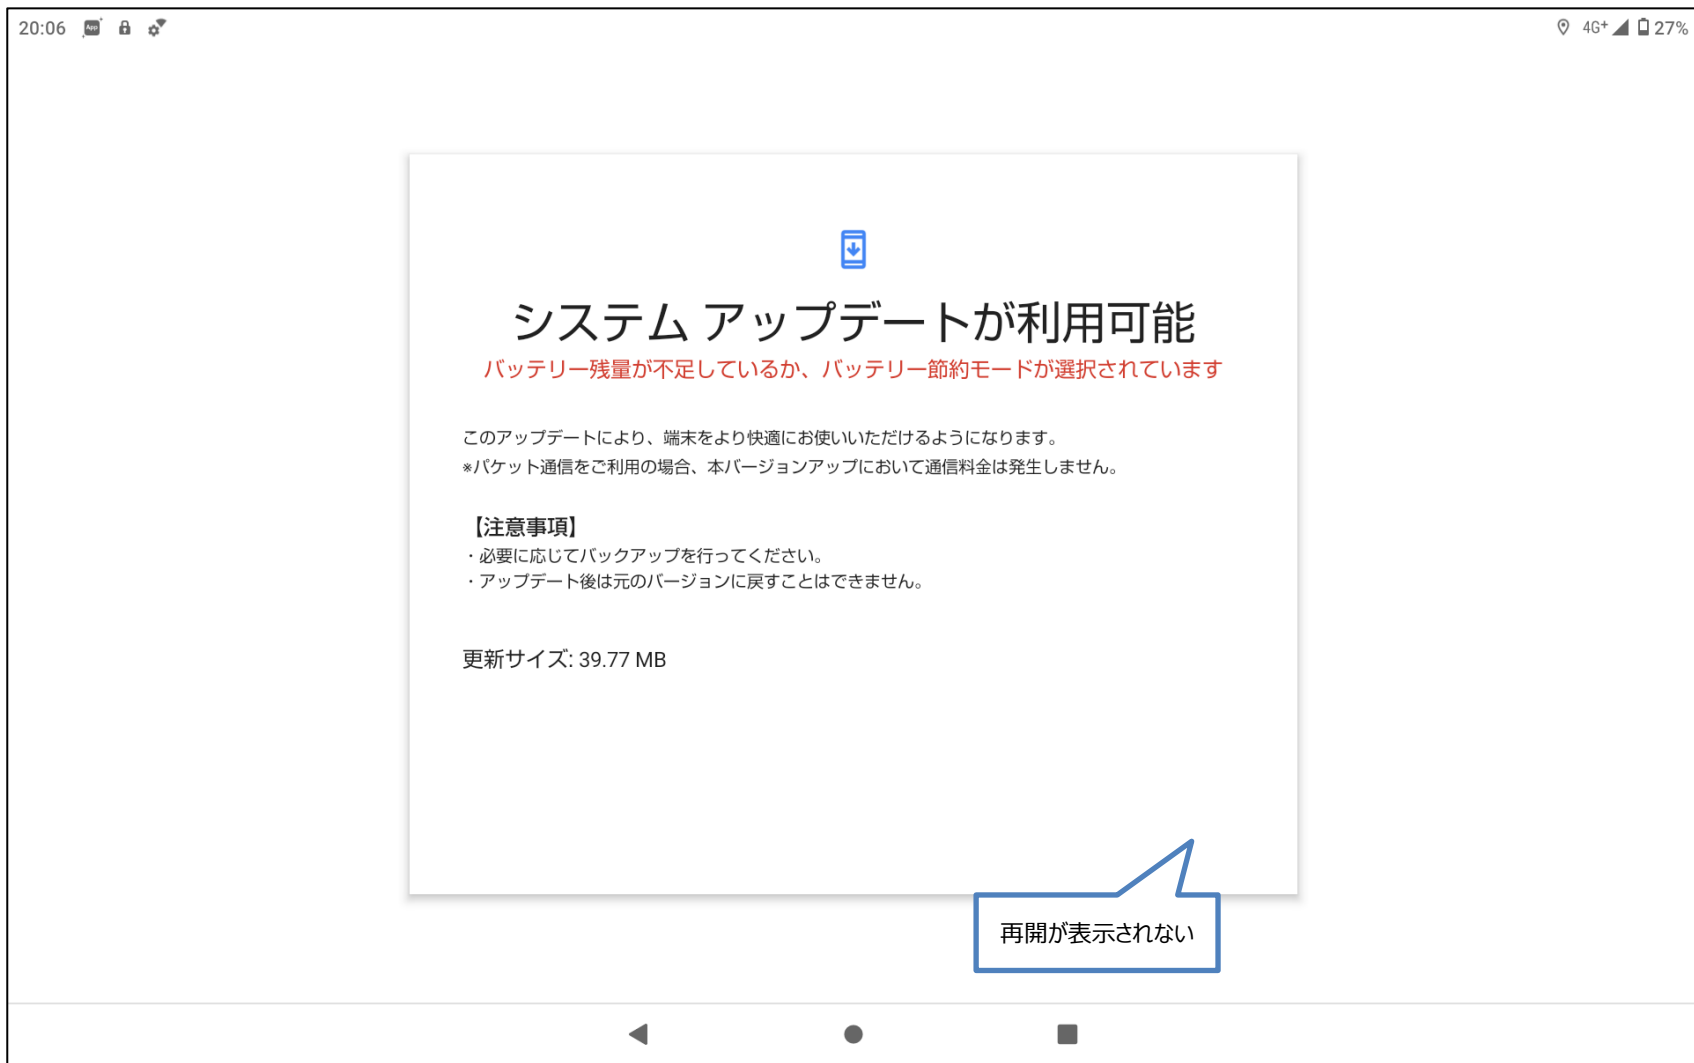 20:06
App
4G+
27%
システム アップデートが利用可能
バッテリー残量が不足しているか、バッテリー節約モードが選択されています
このアップデートにより、端末をより快適にお使いいただけるようになります。
※パケット通信をご利用の場合、本バージョンアップにおいて通信料金は発生しません。
【注意事項】
・必要に応じてバックアップを行ってください。
・アップデート後は元のバージョンに戻すことはできません。
更新サイズ: 39.77 MB
再開が表示されない